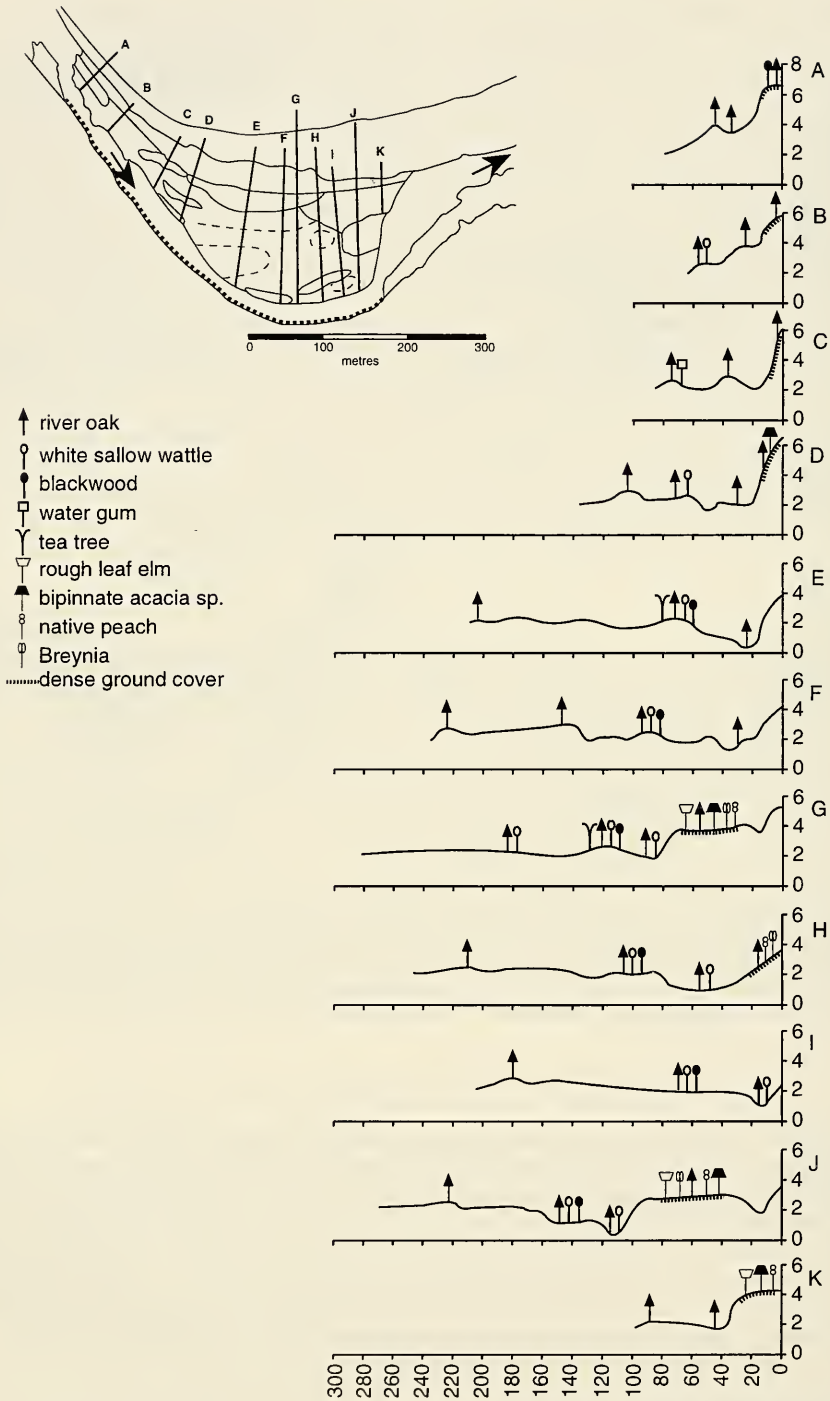 A
B
C D E F G H I J K
0 100 200 300
metres
river oak
white sallow wattle
blackwood
water gum
tea tree
rough leaf elm
bipinnate acacia sp.
native peach
Breynia
dense ground cover
8 A
6
4
2
0
6 B
4
2
0
6 C
4
2
0
6 D
4
2
0
6 E
4
2
0
6 F
4
2
0
6 G
4
2
0
6 H
4
2
0
6 I
4
2
0
6 J
4
2
0
6 K
4
2
0
300 280 260 240 220 200 180 160 140 120 100 80 60 40 20 0